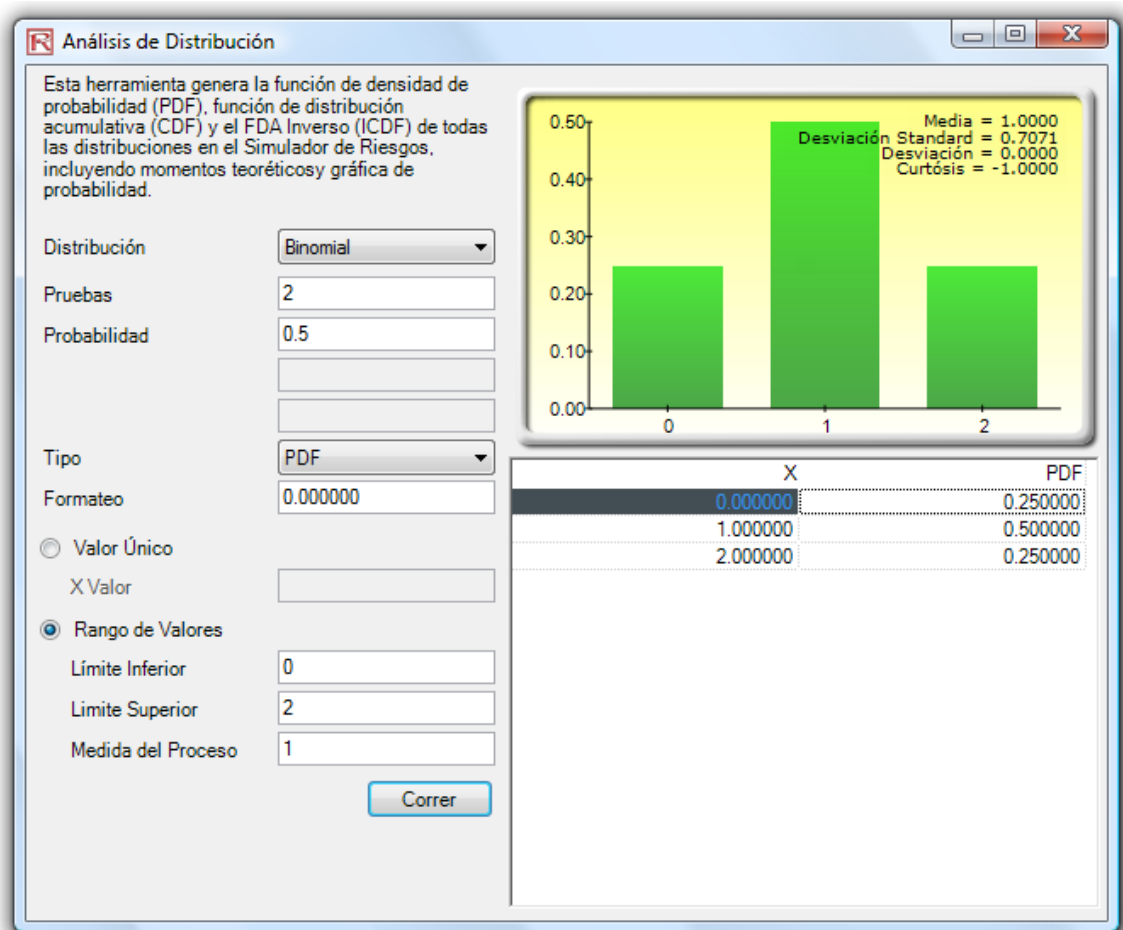 Análisis de Distribución
Esta herramienta genera la función de densidad de
probabilidad (PDF), función de distribución
acumulativa (CDF) y el FDA Inverso (ICDF) de todas
las distribuciones en el Simulador de Riesgos,
incluyendo momentos teoréticosy gráfica de
probabilidad.
Distribución Binomial
Pruebas 2
Probabilidad 0.5
Tipo PDF
Formateo 0.000000
Valor Único
X Valor
Rango de Valores
Límite Inferior 0
Limite Superior 2
Medida del Proceso 1
Correr
Media = 1.0000
Desviación Standard = 0.7071
Desviación = 0.0000
Curtósis = -1.0000
0.50
0.40
0.30
0.20
0.10
0.00
0 1 2
X PDF
0.000000 0.250000
1.000000 0.500000
2.000000 0.250000